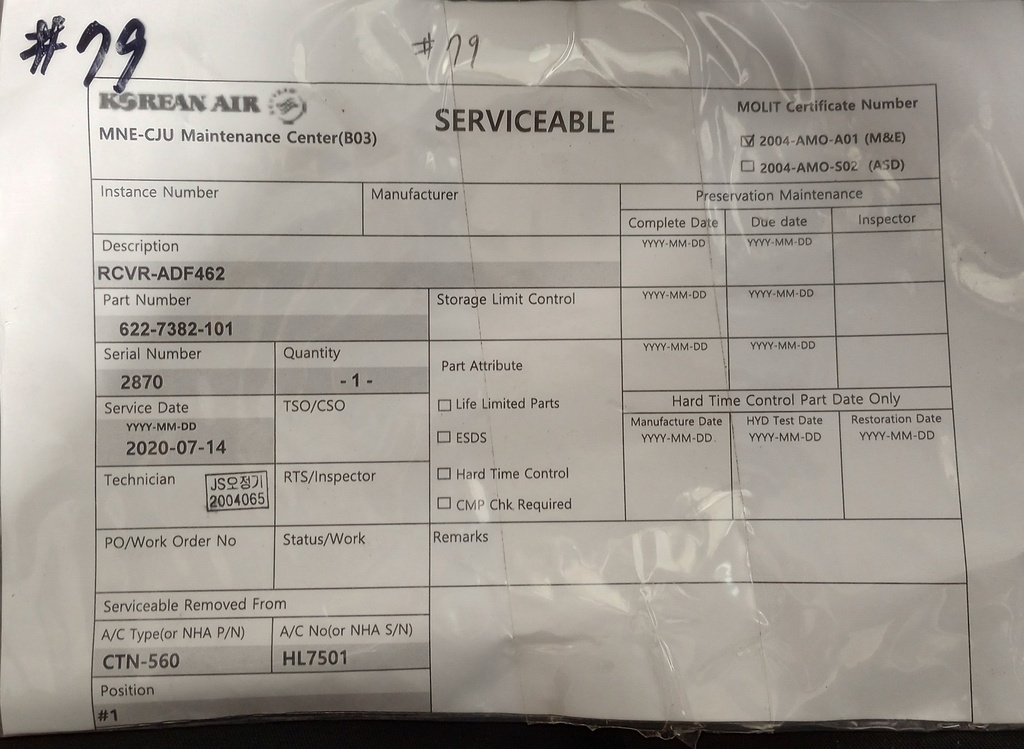 #79
#79
KOREAN AIR
MNE-CJU Maintenance Center(B03)
SERVICEABLE
MOLIT Certificate Number
☑ 2004-AMO-A01 (M&E)
☐ 2004-AMO-S02 (ASD)
Instance Number
Manufacturer
Preservation Maintenance
Complete Date
Due date
Inspector
Description
YYYY-MM-DD
YYYY-MM-DD
RCVR-ADF462
Part Number
Storage Limit Control
YYYY-MM-DD
YYYY-MM-DD
622-7382-101
Serial Number
Quantity
YYYY-MM-DD
YYYY-MM-DD
2870
- 1 -
Part Attribute
Hard Time Control Part Date Only
Service Date
TSO/CSO
☐ Life Limited Parts
Manufacture Date
HYD Test Date
Restoration Date
YYYY-MM-DD
YYYY-MM-DD
YYYY-MM-DD
YYYY-MM-DD
2020-07-14
☐ ESDS
Technician
JS오정기
2004065
RTS/Inspector
☐ Hard Time Control
☐ CMP Chk Required
PO/Work Order No
Status/Work
Remarks
Serviceable Removed From
A/C Type(or NHA P/N)
A/C No(or NHA S/N)
CTN-560
HL7501
Position
#1